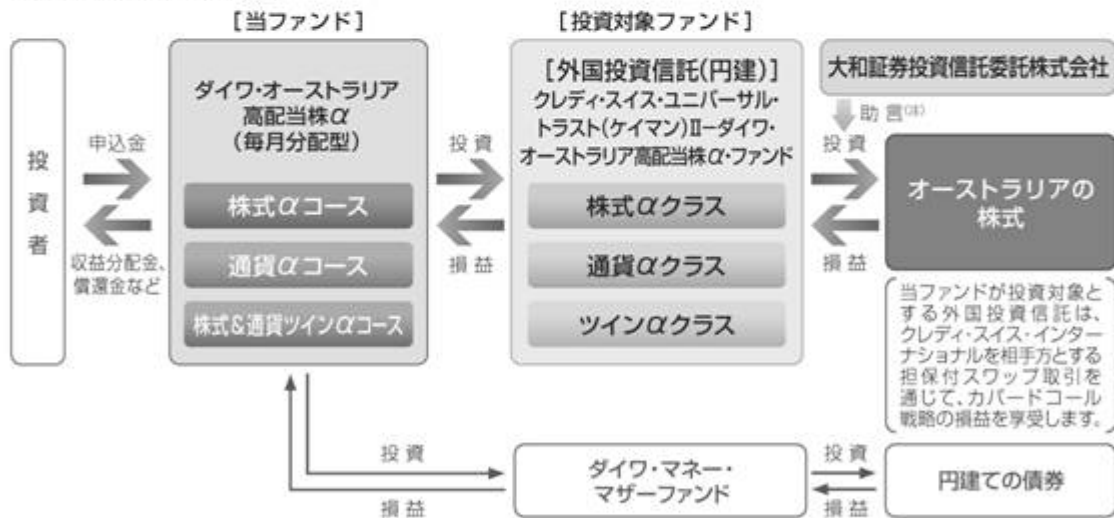 [当ファンド]
[投資対象ファンド]
投資者
申込金
収益分配金、
償還金など
ダイワ・オーストラリア
高配当株α
(毎月分配型)
株式αコース
通貨αコース
株式&通貨ツインαコース
投資
損益
[外国投資信託(円建)]
クレディ・スイス・ユニバーサル・
トラスト(ケイマン)Ⅱーダイワ・
オーストラリア高配当株α・ファンド
株式αクラス
通貨αクラス
ツインαクラス
大和証券投資信託委託株式会社
助言(注)
投資
損益
オーストラリアの
株式
当ファンドが投資対象と
する外国投資信託は、
クレディ・スイス・インター
ナショナルを相手方とする
担保付スワップ取引を
通じて、カバードコール
戦略の損益を享受します。
投資
損益
ダイワ・マネー・
マザーファンド
投資
損益
円建ての債券